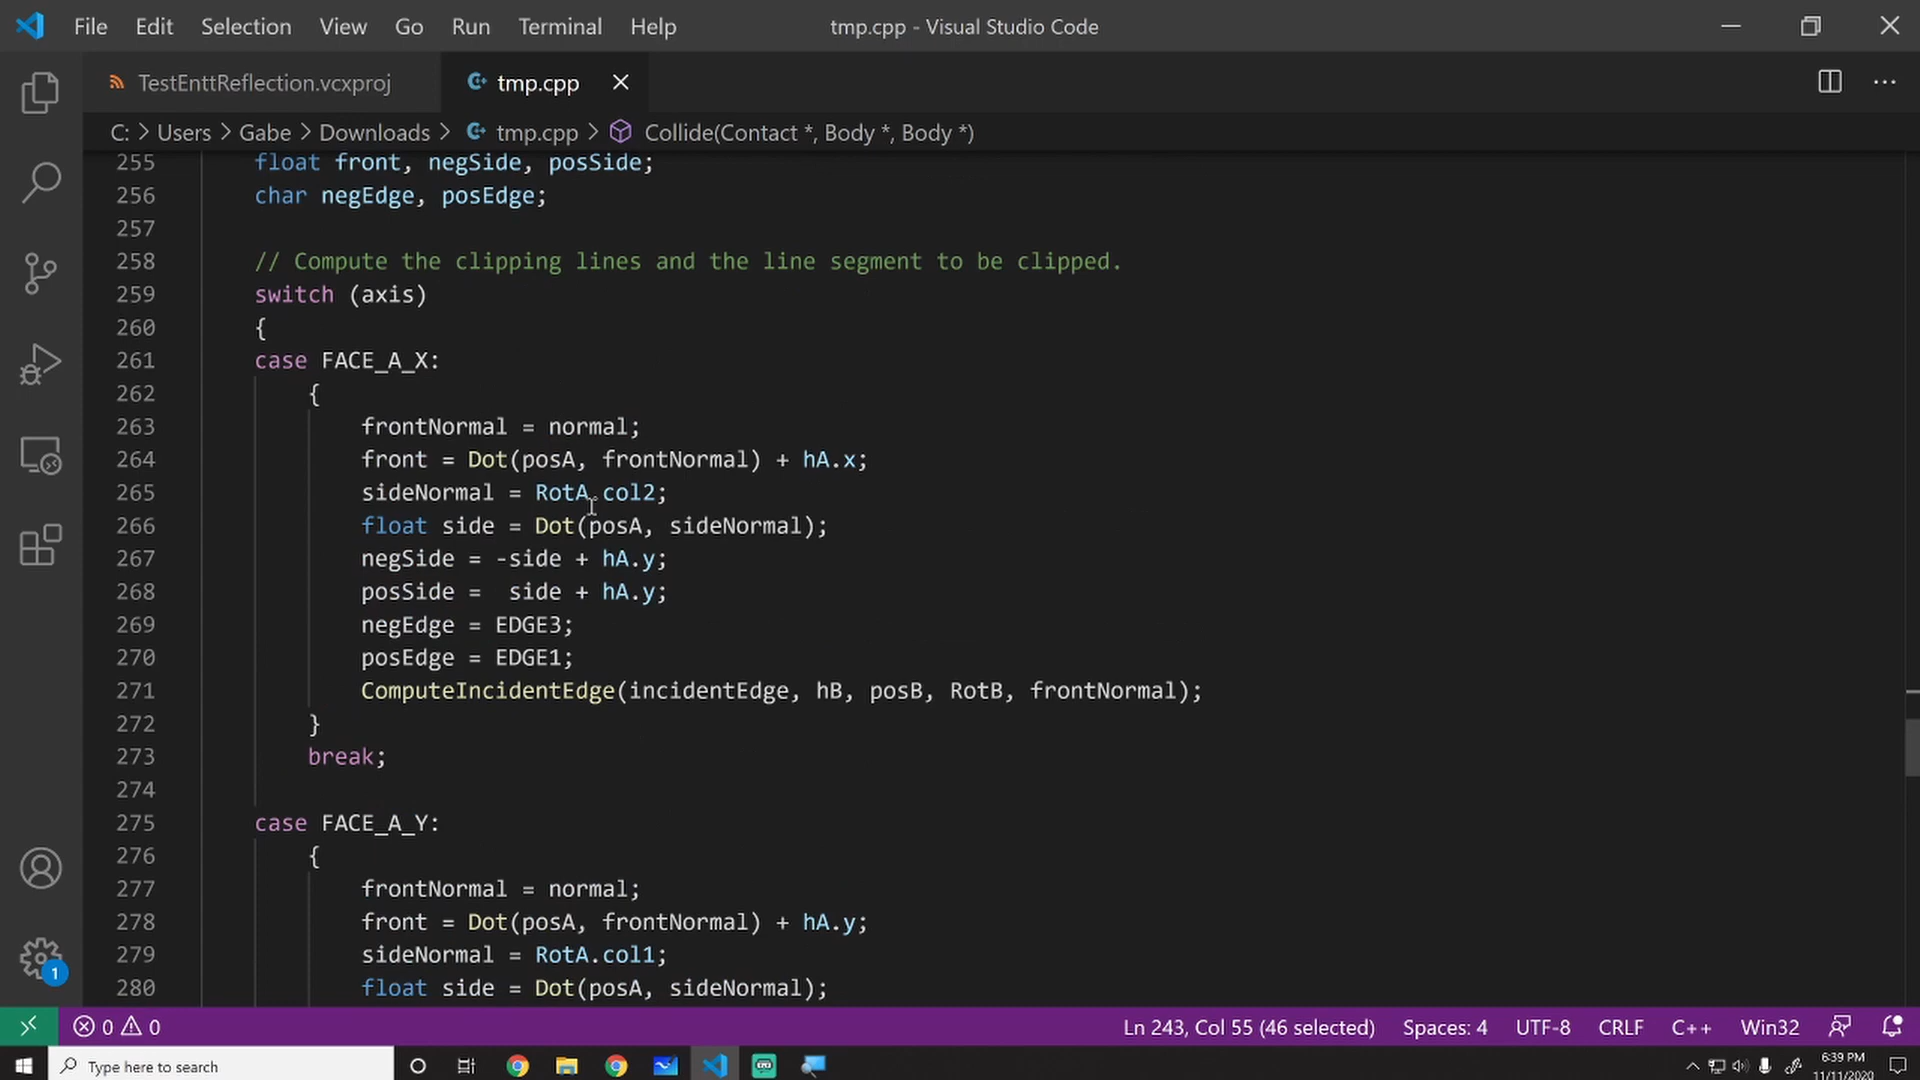 File Edit Selection View Go Run Terminal Help tmp.cpp - Visual Studio Code
TestEnttReflection.vcxproj tmp.cpp
C: > Users > Gabe > Downloads > tmp.cpp > Collide(Contact *, Body *, Body *)
255 float front, negSide, posSide;
256 char negEdge, posEdge;
257
258 // Compute the clipping lines and the line segment to be clipped.
259 switch (axis)
260 {
261 case FACE_A_X:
262 {
263 frontNormal = normal;
264 front = Dot(posA, frontNormal) + hA.x;
265 sideNormal = RotA.col2;
266 float side = Dot(posA, sideNormal);
267 negSide = -side + hA.y;
268 posSide =  side + hA.y;
269 negEdge = EDGE3;
270 posEdge = EDGE1;
271 ComputeIncidentEdge(incidentEdge, hB, posB, RotB, frontNormal);
272 }
273 break;
274
275 case FACE_A_Y:
276 {
277 frontNormal = normal;
278 front = Dot(posA, frontNormal) + hA.y;
279 sideNormal = RotA.col1;
280 float side = Dot(posA, sideNormal);
1
0 0 Ln 243, Col 55 (46 selected) Spaces: 4 UTF-8 CRLF C++ Win32
Type here to search 6:39 PM
11/11/2020